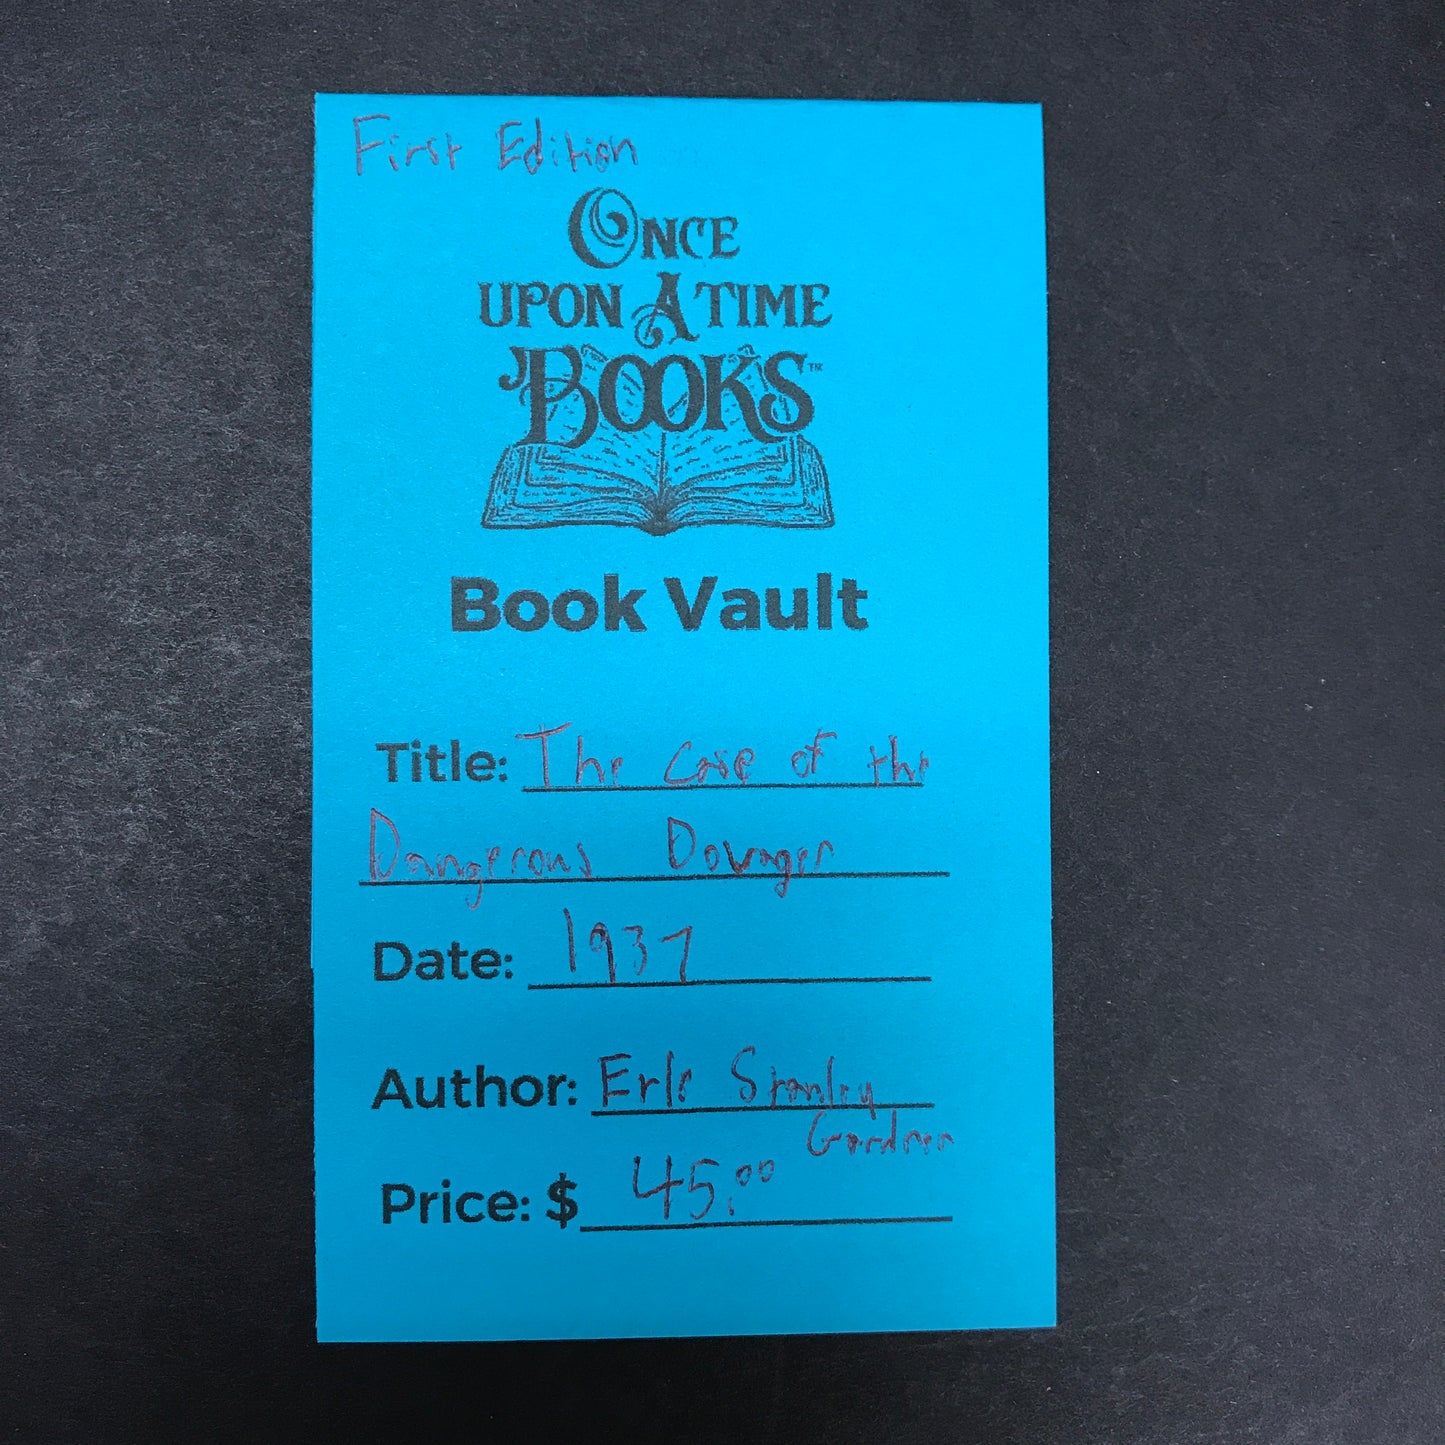 First Edition
ONCE
UPON A TIME
BOOKS™
Book Vault
Title: The Case of the
Dangerous Dowager
Date: 1937
Author: Erle Stanley
Gardner
Price: $ 45.00